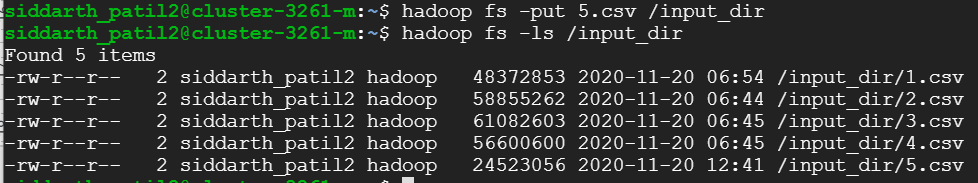 siddarth_patil2@cluster-3261-m:~$ hadoop fs -put 5.csv /input_dir
siddarth_patil2@cluster-3261-m:~$ hadoop fs -ls /input_dir
Found 5 items
-rw-r--r--   2 siddarth_patil2 hadoop   48372853 2020-11-20 06:54 /input_dir/1.csv
-rw-r--r--   2 siddarth_patil2 hadoop   58855262 2020-11-20 06:44 /input_dir/2.csv
-rw-r--r--   2 siddarth_patil2 hadoop   61082603 2020-11-20 06:45 /input_dir/3.csv
-rw-r--r--   2 siddarth_patil2 hadoop   56600600 2020-11-20 06:45 /input_dir/4.csv
-rw-r--r--   2 siddarth_patil2 hadoop   24523056 2020-11-20 12:41 /input_dir/5.csv
siddarth_patil2@cluster-3261-m:~$